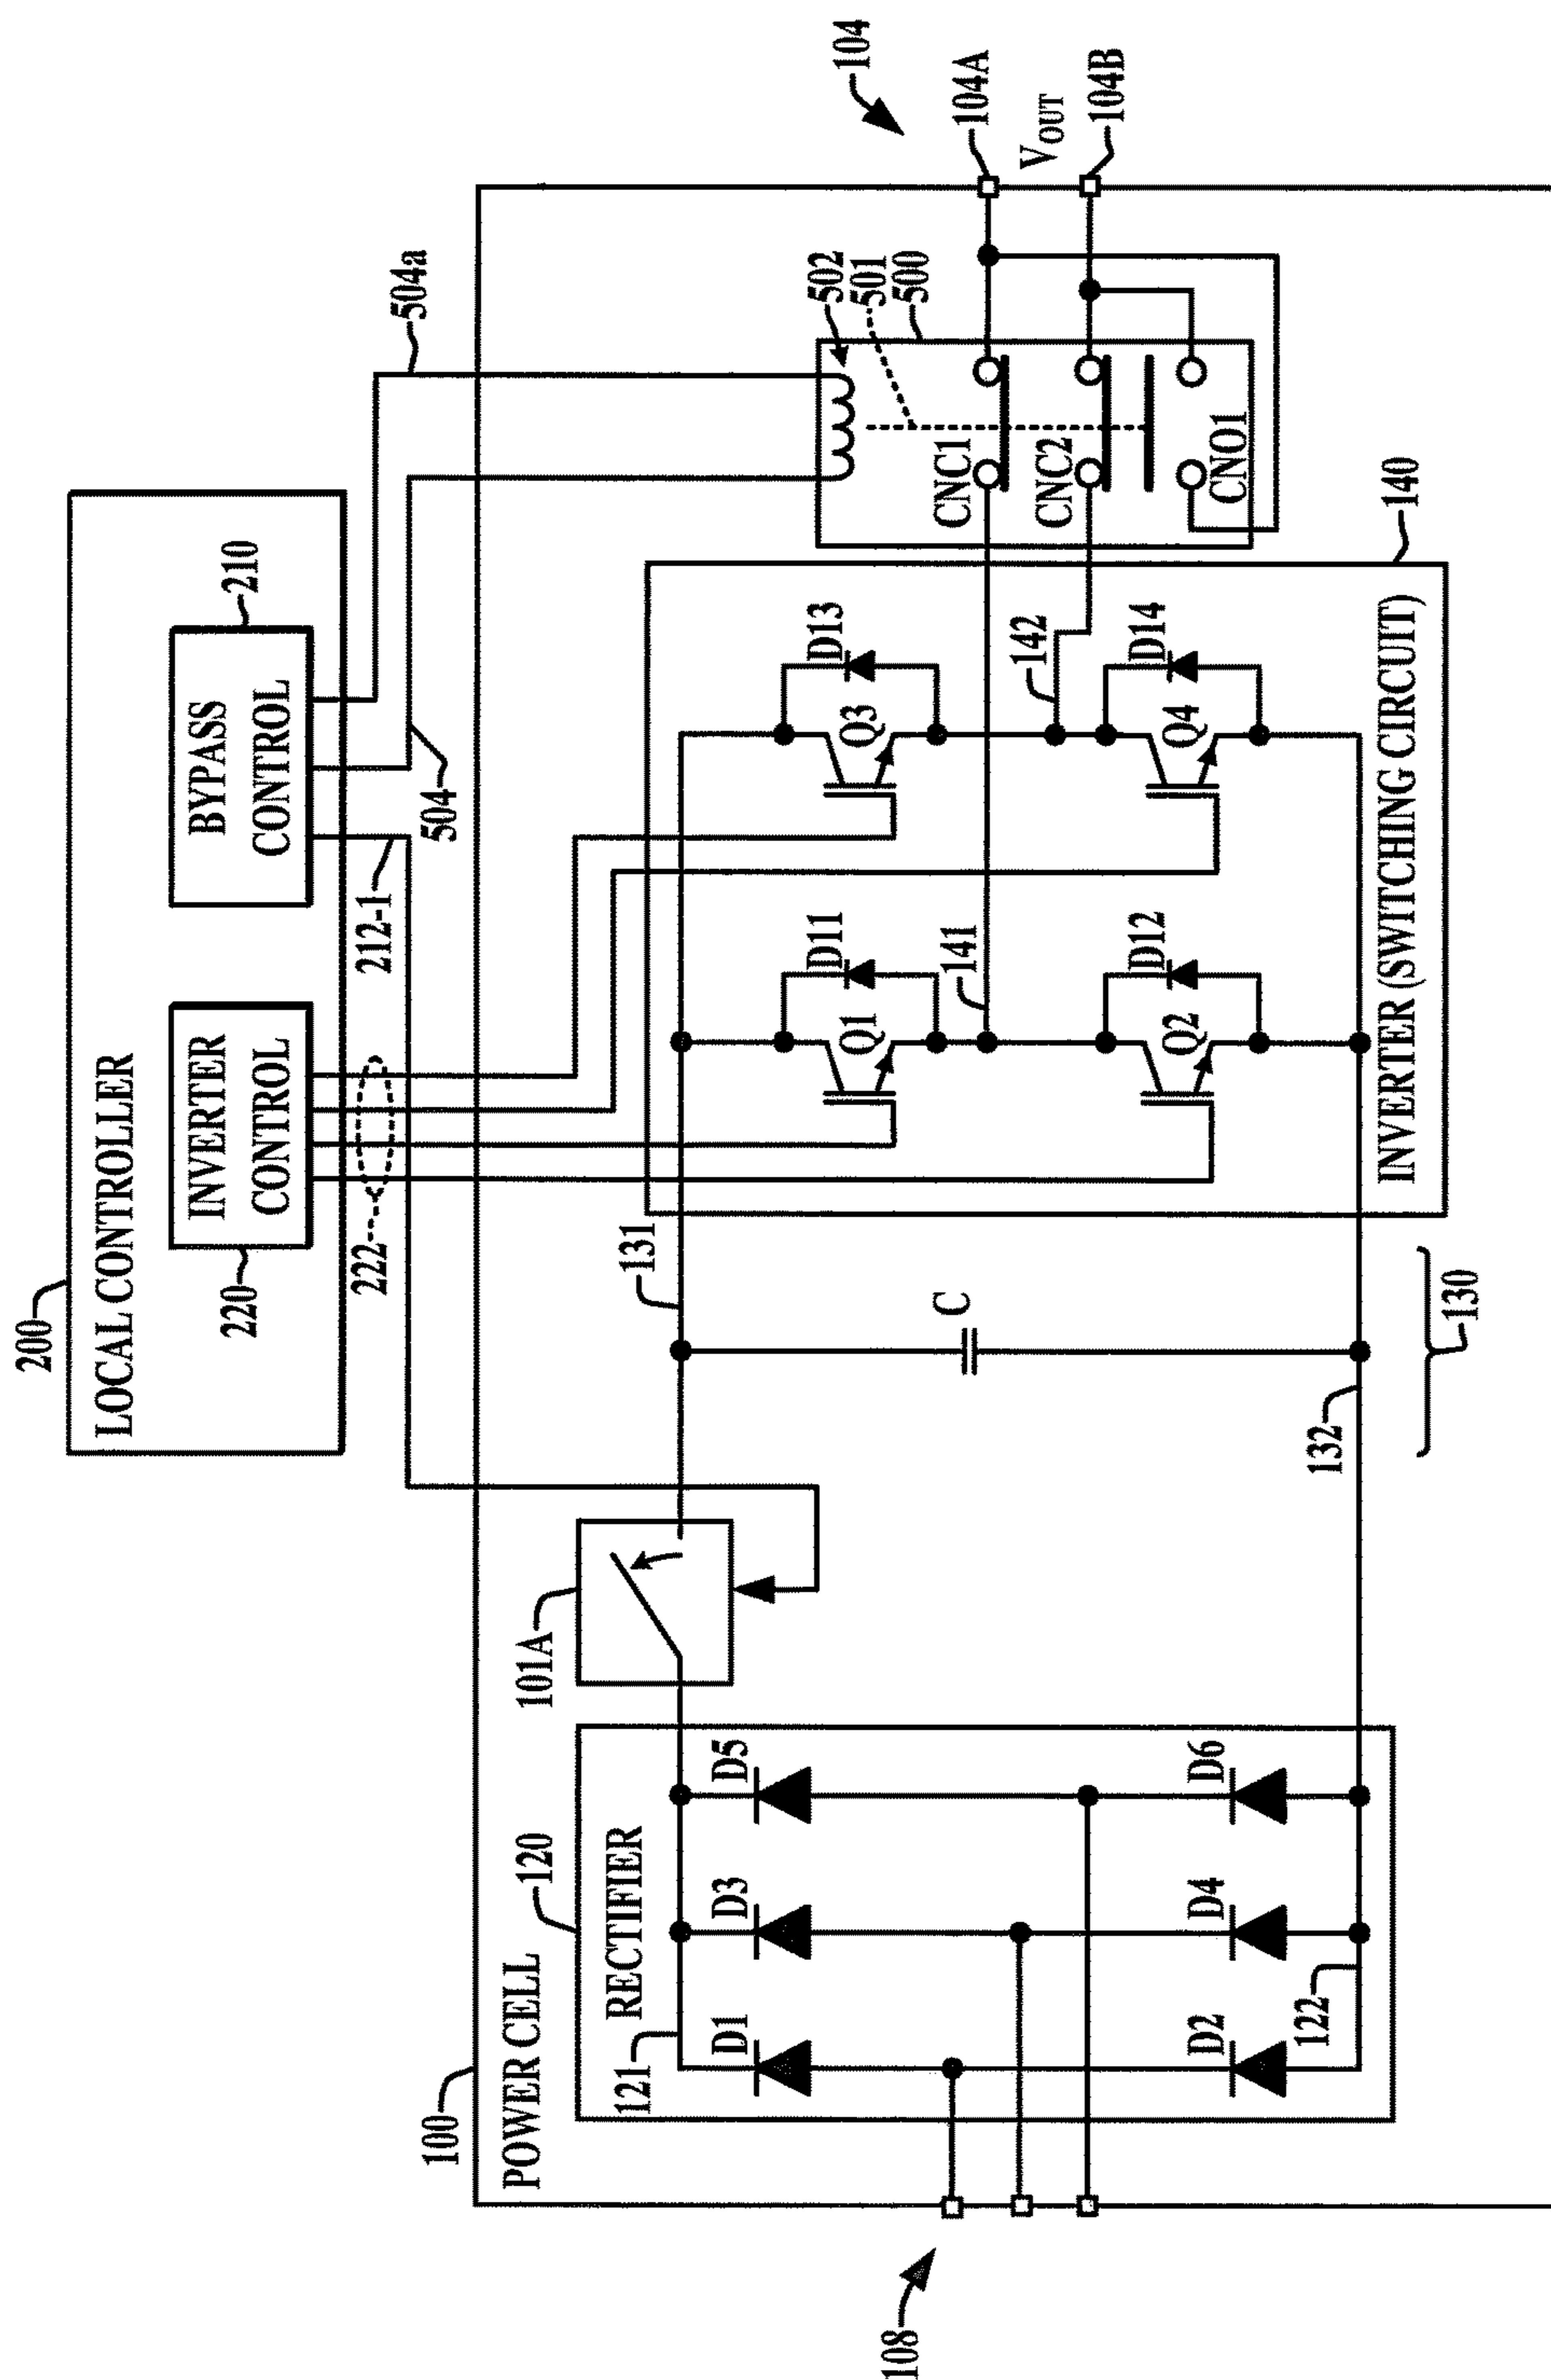 200
LOCAL CONTROLLER
INVERTER
CONTROL
220
BYPASS
CONTROL
210
222
212-1
504
504a
100
POWER CELL
120
RECTIFIER
121
D1
D3
D5
D2
D4
D6
122
108
101A
131
C
132
130
Q1
D11
Q3
D13
141
142
Q2
D12
Q4
D14
INVERTER (SWITCHING CIRCUIT)
140
502
501
500
CNC1
CNC2
CNO1
104
104A
VOUT
104B